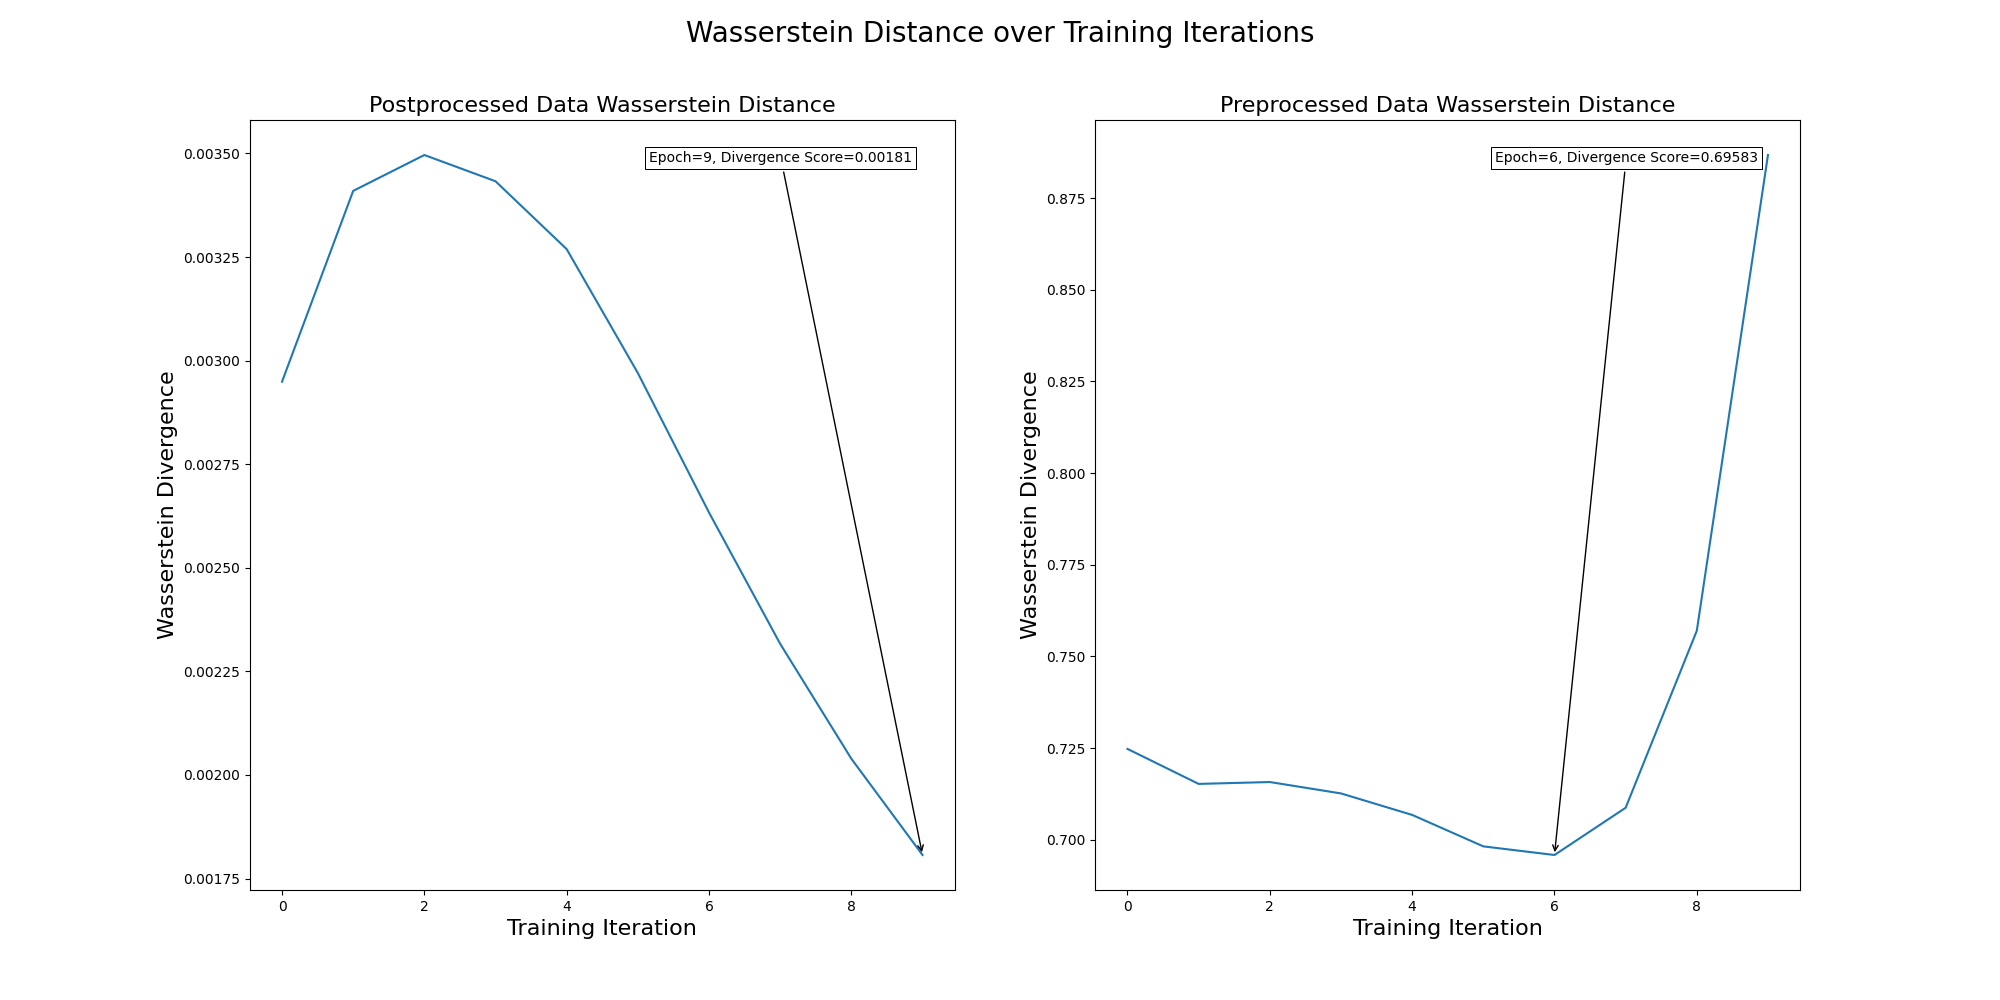 Wasserstein Distance over Training Iterations
Postprocessed Data Wasserstein Distance
Epoch=9, Divergence Score=0.00181
0.00350
0.00325
0.00300
0.00275
0.00250
0.00225
0.00200
0.00175
Wasserstein Divergence
0 2 4 6 8
Training Iteration
Preprocessed Data Wasserstein Distance
Epoch=6, Divergence Score=0.69583
0.875
0.850
0.825
0.800
0.775
0.750
0.725
0.700
Wasserstein Divergence
0 2 4 6 8
Training Iteration